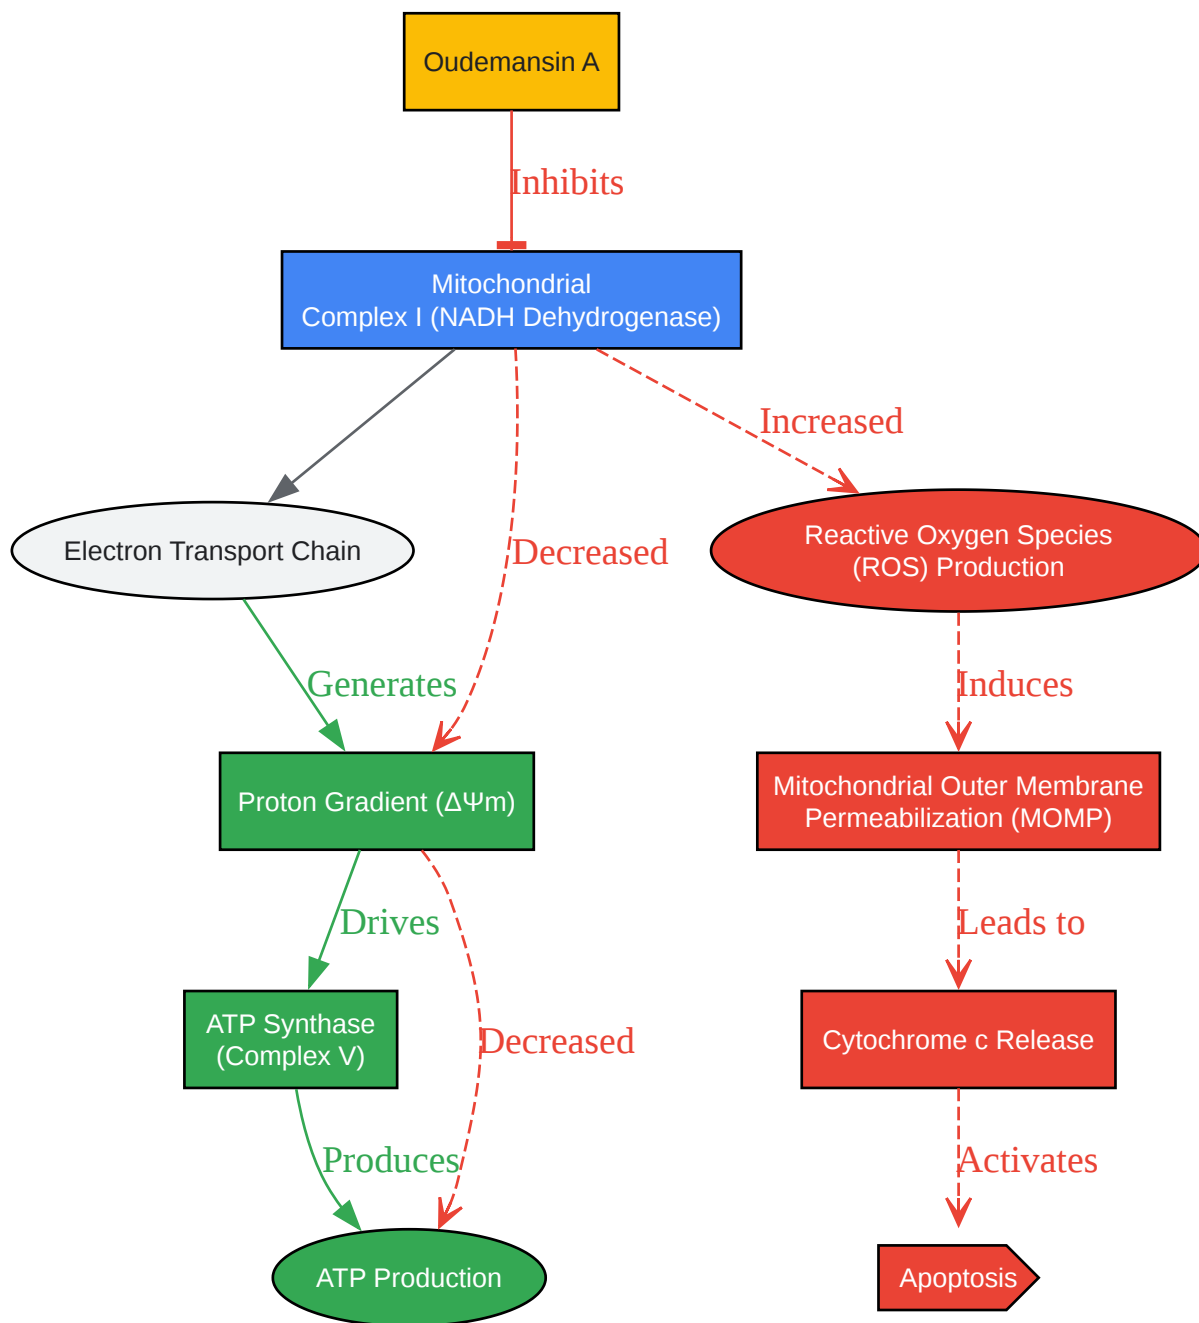 Oudemansin A
Inhibits
Mitochondrial
Complex I (NADH Dehydrogenase)
Increased
Electron Transport Chain
Decreased
Reactive Oxygen Species
(ROS) Production
Generates
Induces
Proton Gradient (ΔΨm)
Mitochondrial Outer Membrane
Permeabilization (MOMP)
Drives
Leads to
ATP Synthase
(Complex V)
Decreased
Cytochrome c Release
Produces
Activates
ATP Production
Apoptosis